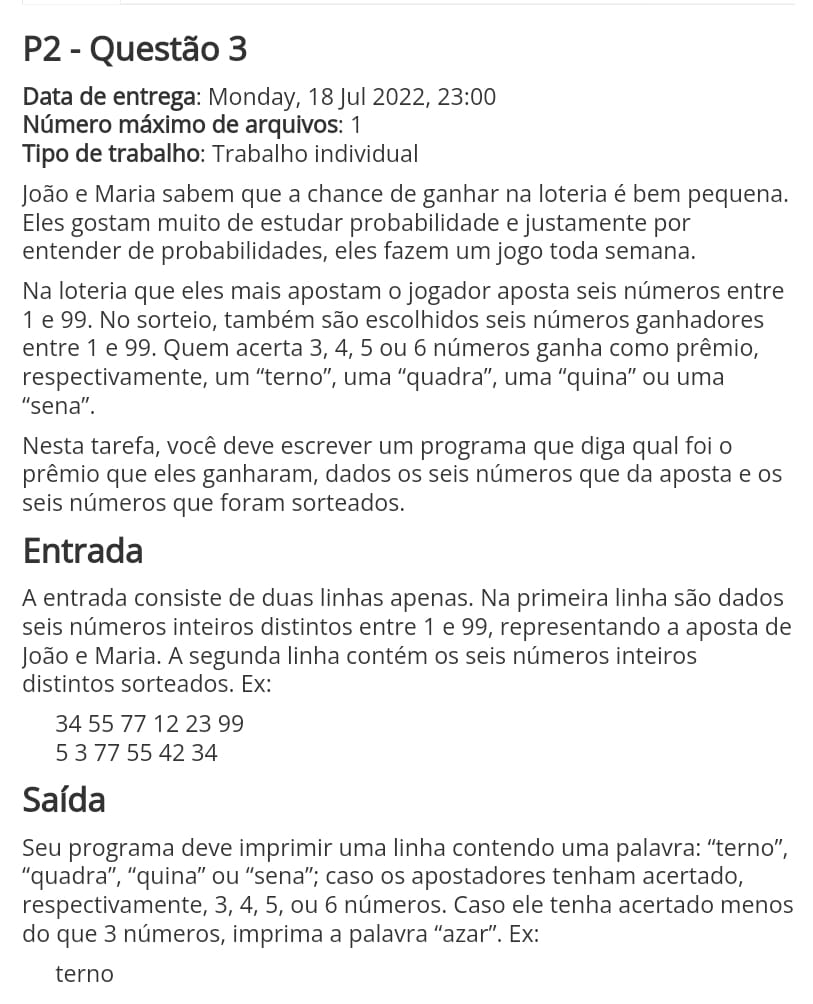 P2 - Questão 3
Data de entrega: Monday, 18 Jul 2022, 23:00
Número máximo de arquivos: 1
Tipo de trabalho: Trabalho individual
João e Maria sabem que a chance de ganhar na loteria é bem pequena.
Eles gostam muito de estudar probabilidade e justamente por
entender de probabilidades, eles fazem um jogo toda semana.
Na loteria que eles mais apostam o jogador aposta seis números entre
1 e 99. No sorteio, também são escolhidos seis números ganhadores
entre 1 e 99. Quem acerta 3, 4, 5 ou 6 números ganha como prêmio,
respectivamente, um “terno”, uma “quadra”, uma “quina” ou uma
“sena”.
Nesta tarefa, você deve escrever um programa que diga qual foi o
prêmio que eles ganharam, dados os seis números que da aposta e os
seis números que foram sorteados.
Entrada
A entrada consiste de duas linhas apenas. Na primeira linha são dados
seis números inteiros distintos entre 1 e 99, representando a aposta de
João e Maria. A segunda linha contém os seis números inteiros
distintos sorteados. Ex:
34 55 77 12 23 99
5 3 77 55 42 34
Saída
Seu programa deve imprimir uma linha contendo uma palavra: “terno”,
“quadra”, “quina” ou “sena”; caso os apostadores tenham acertado,
respectivamente, 3, 4, 5, ou 6 números. Caso ele tenha acertado menos
do que 3 números, imprima a palavra “azar”. Ex:
terno